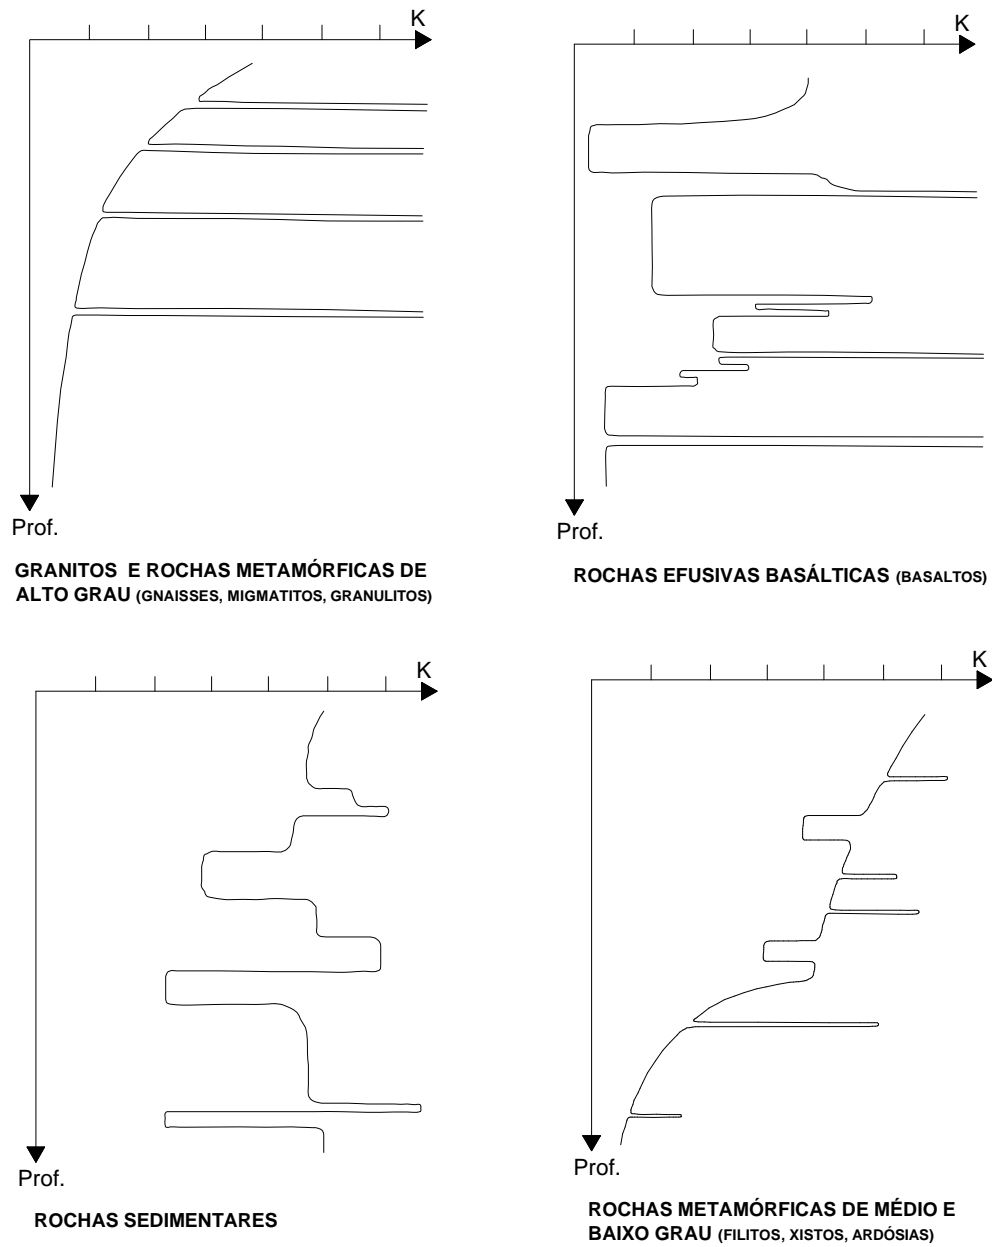 K
Prof.
GRANITOS E ROCHAS METAMÓRFICAS DE
ALTO GRAU (GNAISSES, MIGMATITOS, GRANULITOS)
K
Prof.
ROCHAS EFUSIVAS BASÁLTICAS (BASALTOS)
K
Prof.
ROCHAS SEDIMENTARES
K
Prof.
ROCHAS METAMÓRFICAS DE MÉDIO E
BAIXO GRAU (FILITOS, XISTOS, ARDÓSIAS)